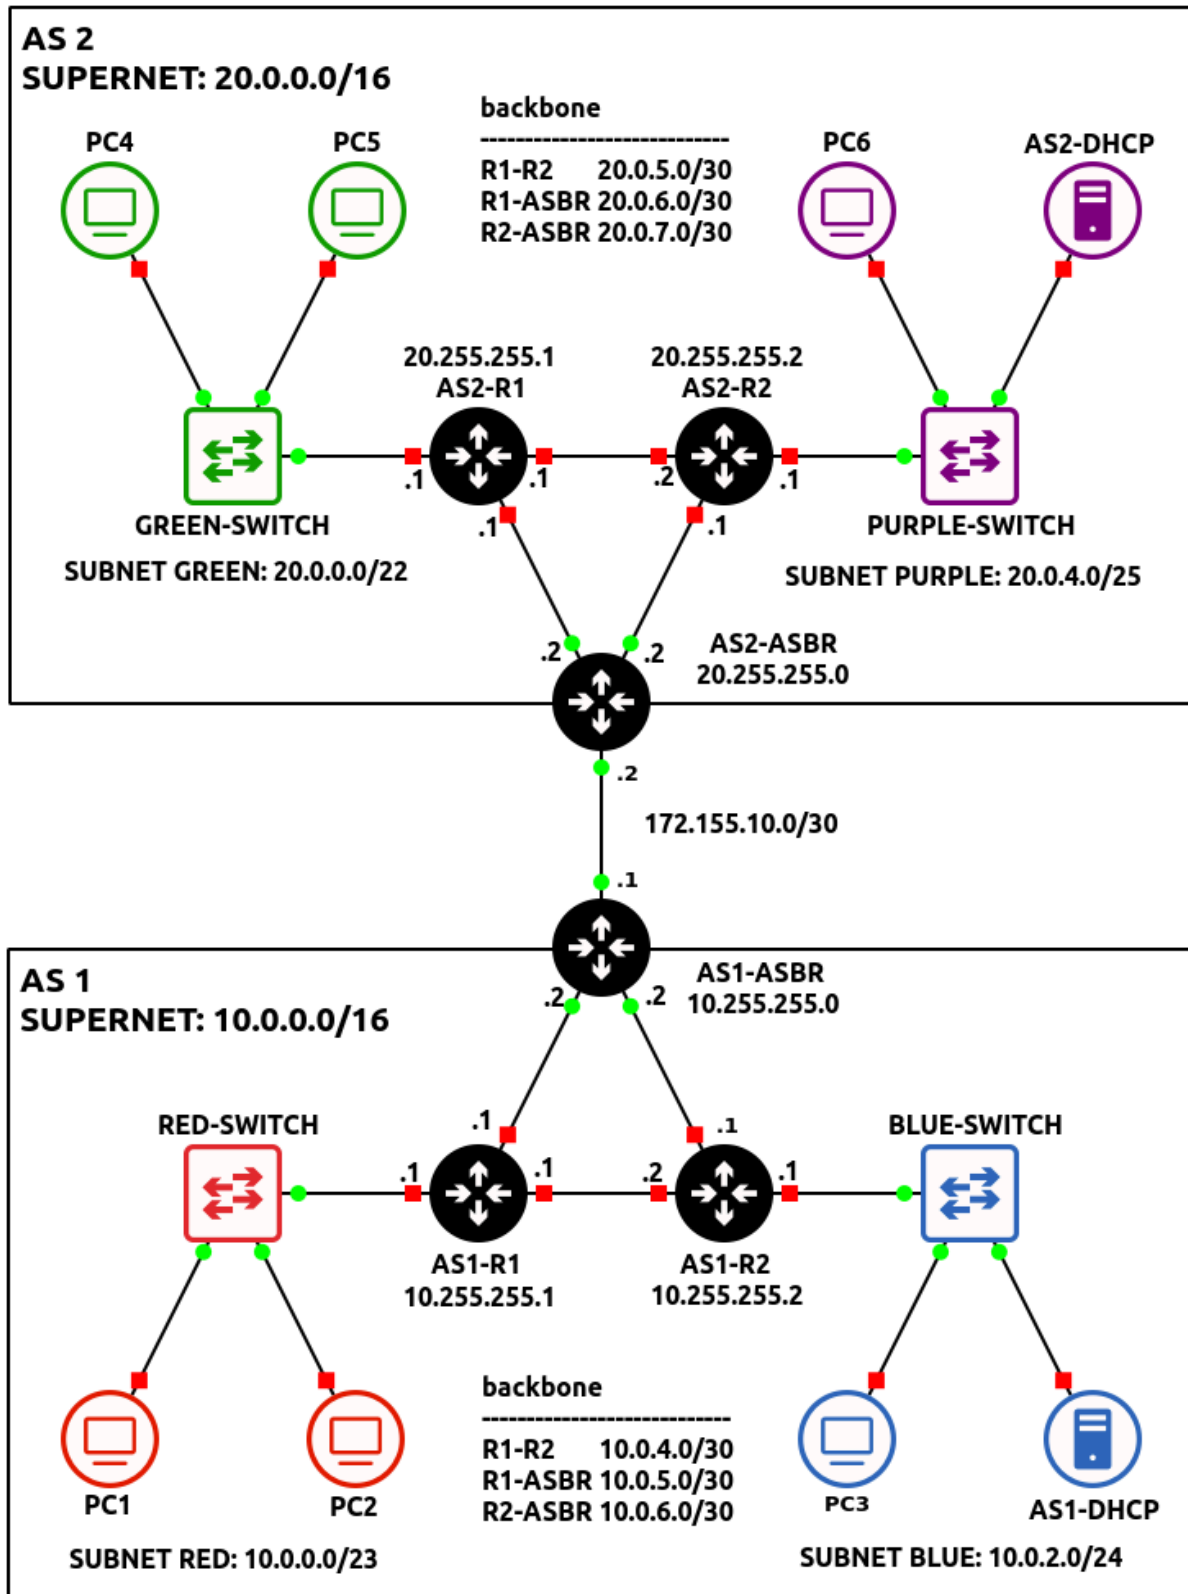 AS 2
SUPERNET: 20.0.0.0/16
backbone
-----------------------------
R1-R2 20.0.5.0/30
R1-ASBR 20.0.6.0/30
R2-ASBR 20.0.7.0/30
PC4
PC5
PC6
AS2-DHCP
20.255.255.1
AS2-R1
20.255.255.2
AS2-R2
.1
.1
.2
.1
.1
.1
GREEN-SWITCH
PURPLE-SWITCH
SUBNET GREEN: 20.0.0.0/22
SUBNET PURPLE: 20.0.4.0/25
.2
.2
AS2-ASBR
20.255.255.0
.2
172.155.10.0/30
.1
AS 1
SUPERNET: 10.0.0.0/16
AS1-ASBR
10.255.255.0
.2
.2
RED-SWITCH
.1
.1
BLUE-SWITCH
.1
.1
.2
.1
AS1-R1
10.255.255.1
AS1-R2
10.255.255.2
backbone
-----------------------------
R1-R2 10.0.4.0/30
R1-ASBR 10.0.5.0/30
R2-ASBR 10.0.6.0/30
PC1
PC2
PC3
AS1-DHCP
SUBNET RED: 10.0.0.0/23
SUBNET BLUE: 10.0.2.0/24